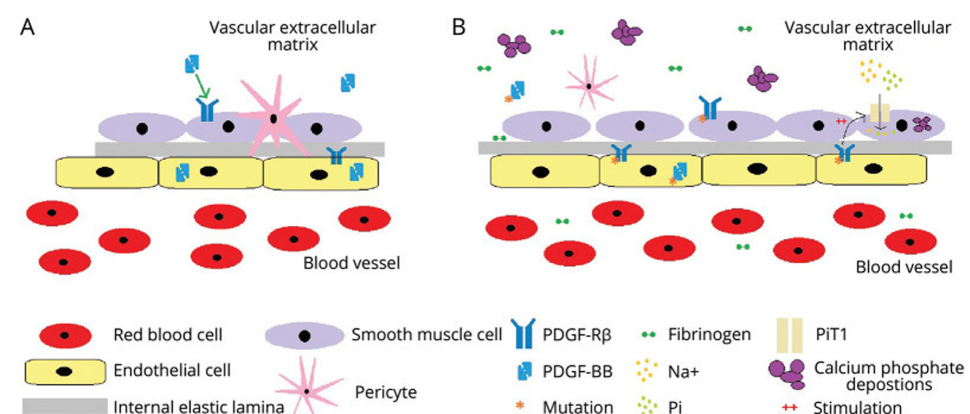 A
Vascular extracellular
matrix
Blood vessel
B
Vascular extracellular
matrix
++
Blood vessel
Red blood cell
Endothelial cell
Internal elastic lamina
Smooth muscle cell
Pericyte
PDGF-Rβ
PDGF-BB
* Mutation
Fibrinogen
Na+
Pi
PiT1
Calcium phosphate
depostions
++ Stimulation